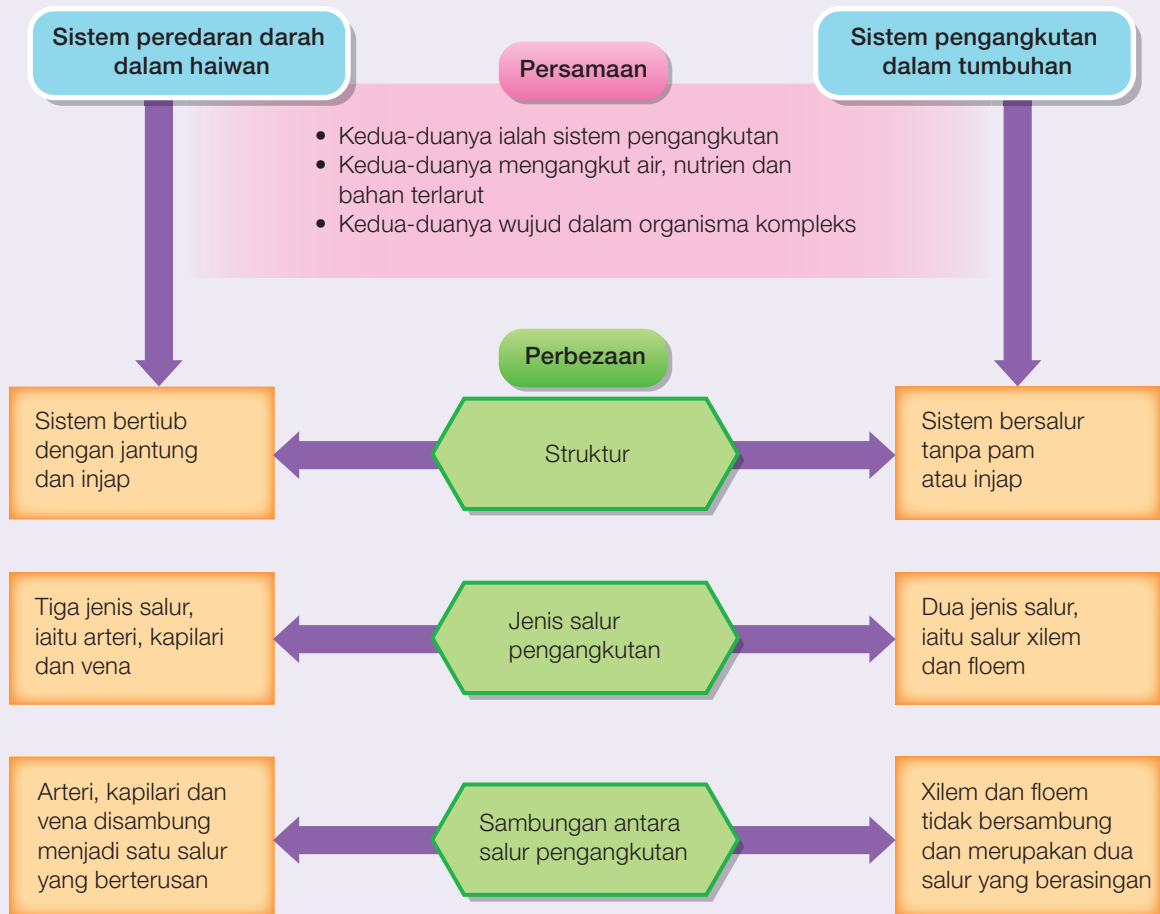 Sistem peredaran darah
dalam haiwan
Persamaan
Sistem pengangkutan
dalam tumbuhan
• Kedua-duanya ialah sistem pengangkutan
• Kedua-duanya mengangkut air, nutrien dan
bahan terlarut
• Kedua-duanya wujud dalam organisma kompleks
Perbezaan
Sistem bertiub
dengan jantung
dan injap
Struktur
Sistem bersalur
tanpa pam
atau injap
Tiga jenis salur,
iaitu arteri, kapilari
dan vena
Jenis salur
pengangkutan
Dua jenis salur,
iaitu salur xilem
dan floem
Arteri, kapilari dan
vena disambung
menjadi satu salur
yang berterusan
Sambungan antara
salur pengangkutan
Xilem dan floem
tidak bersambung
dan merupakan dua
salur yang berasingan